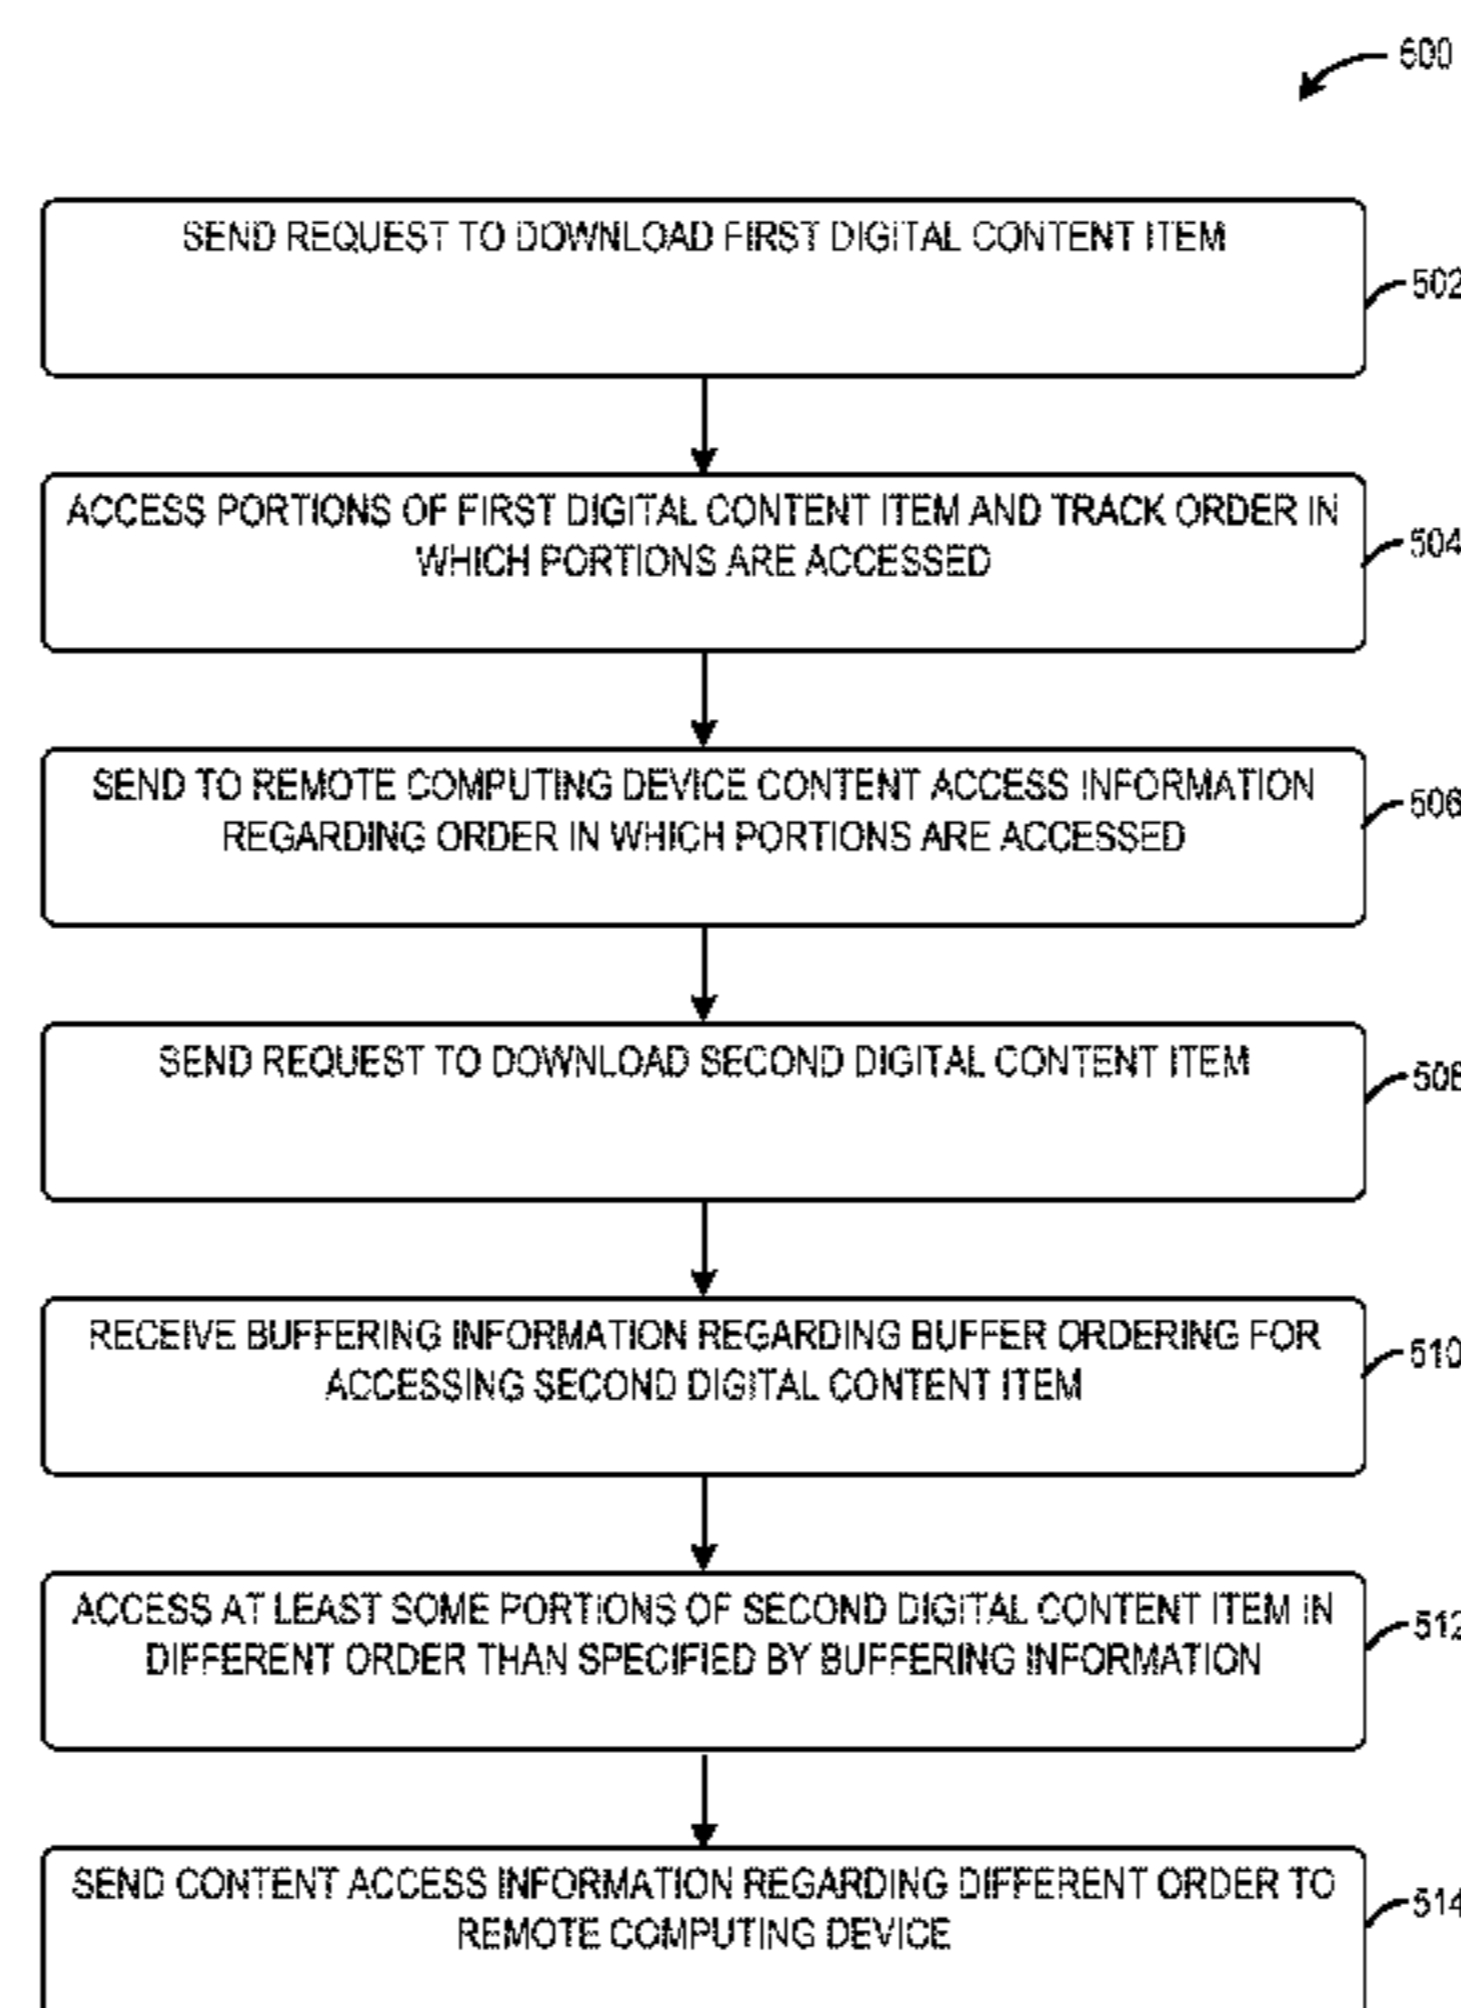 500
SEND REQUEST TO DOWNLOAD FIRST DIGITAL CONTENT ITEM
502
ACCESS PORTIONS OF FIRST DIGITAL CONTENT ITEM AND TRACK ORDER IN
WHICH PORTIONS ARE ACCESSED
504
SEND TO REMOTE COMPUTING DEVICE CONTENT ACCESS INFORMATION
REGARDING ORDER IN WHICH PORTIONS ARE ACCESSED
506
SEND REQUEST TO DOWNLOAD SECOND DIGITAL CONTENT ITEM
508
RECEIVE BUFFERING INFORMATION REGARDING BUFFER ORDERING FOR
ACCESSING SECOND DIGITAL CONTENT ITEM
510
ACCESS AT LEAST SOME PORTIONS OF SECOND DIGITAL CONTENT ITEM IN
DIFFERENT ORDER THAN SPECIFIED BY BUFFERING INFORMATION
512
SEND CONTENT ACCESS INFORMATION REGARDING DIFFERENT ORDER TO
REMOTE COMPUTING DEVICE
514